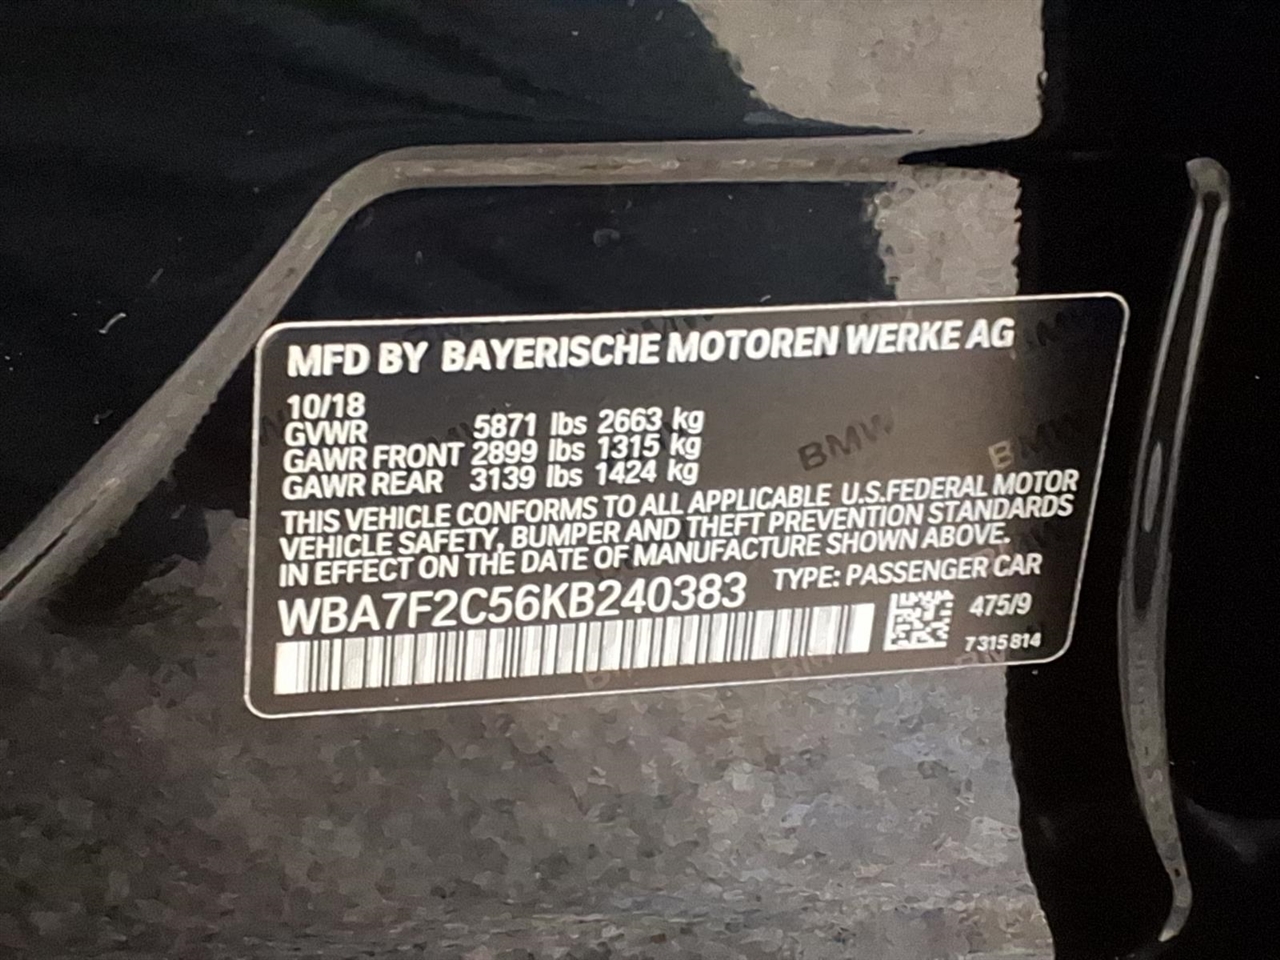 MFD BY BAYERISCHE MOTOREN WERKE AG
10/18
GVWR 5871 lbs 2663 kg
GAWR FRONT 2899 lbs 1315 kg
GAWR REAR 3139 lbs 1424 kg
THIS VEHICLE CONFORMS TO ALL APPLICABLE U.S.FEDERAL MOTOR
VEHICLE SAFETY, BUMPER AND THEFT PREVENTION STANDARDS
IN EFFECT ON THE DATE OF MANUFACTURE SHOWN ABOVE.
WBA7F2C56KB240383 TYPE: PASSENGER CAR
475/9
7315814
BMW
BMW